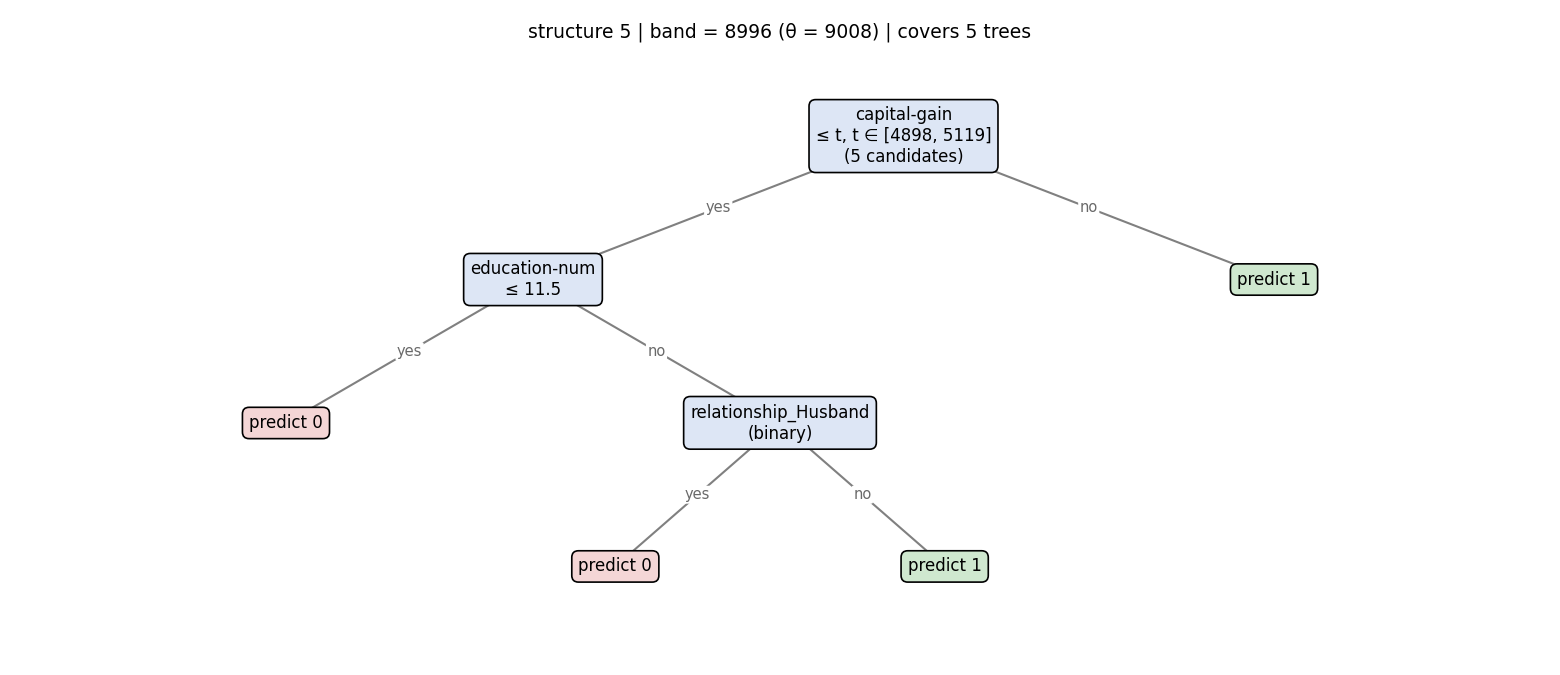 structure 5 | band = 8996 (θ = 9008) | covers 5 trees
capital-gain
≤ t, t ∈ [4898, 5119]
(5 candidates)
yes
no
education-num
≤ 11.5
predict 1
yes
no
predict 0
relationship_Husband
(binary)
yes
no
predict 0
predict 1